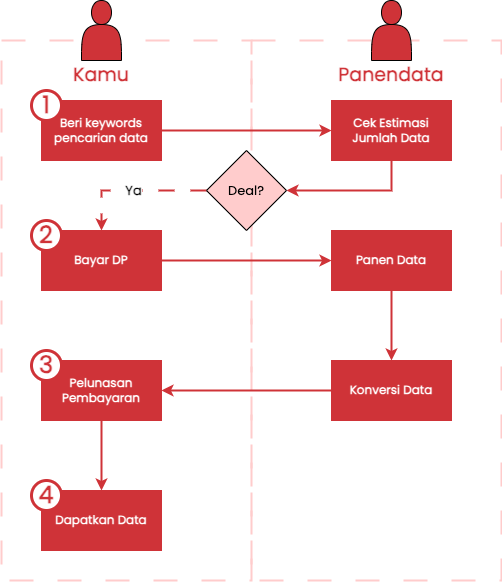 Kamu
Panendata
1
Beri keywords
pencarian data
Cek Estimasi
Jumlah Data
Ya
Deal?
2
Bayar DP
Panen Data
3
Pelunasan
Pembayaran
Konversi Data
4
Dapatkan Data